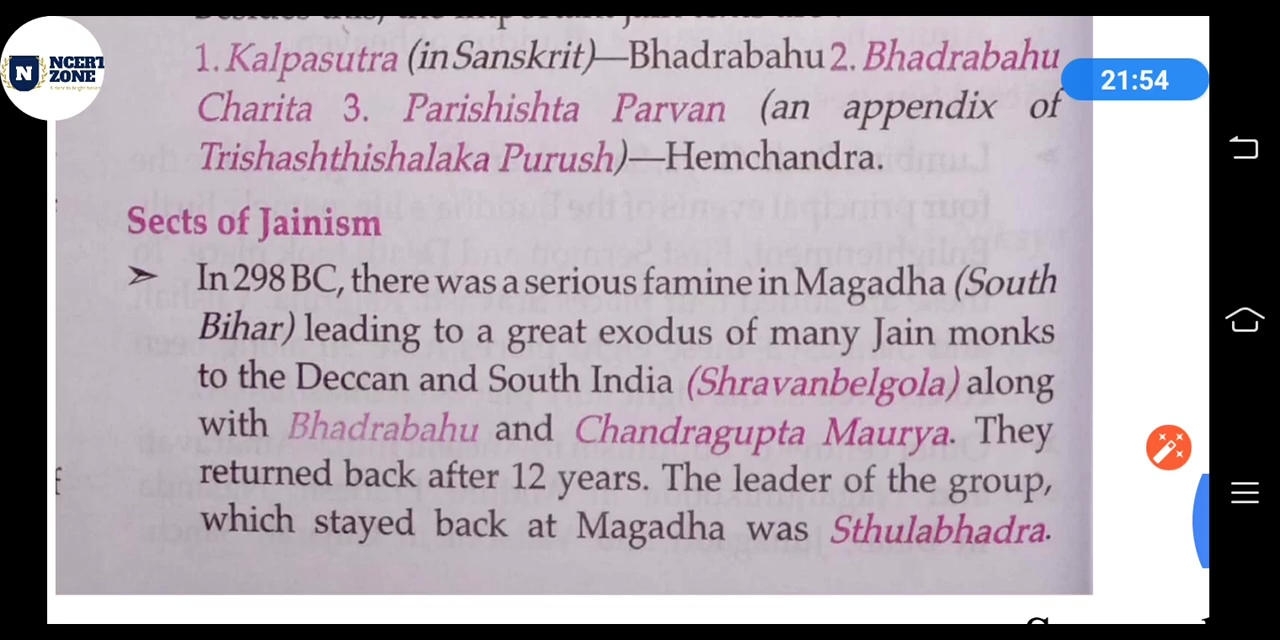 NCERT
ZONE
21:54
1. Kalpasutra (in Sanskrit)—Bhadrabahu 2. Bhadrabahu
Charita 3. Parishishta Parvan (an appendix of
Trishashthishalaka Purush)—Hemchandra.
Sects of Jainism
➢ In 298 BC, there was a serious famine in Magadha (South
Bihar) leading to a great exodus of many Jain monks
to the Deccan and South India (Shravanbelgola) along
with Bhadrabahu and Chandragupta Maurya. They
returned back after 12 years. The leader of the group,
which stayed back at Magadha was Sthulabhadra.